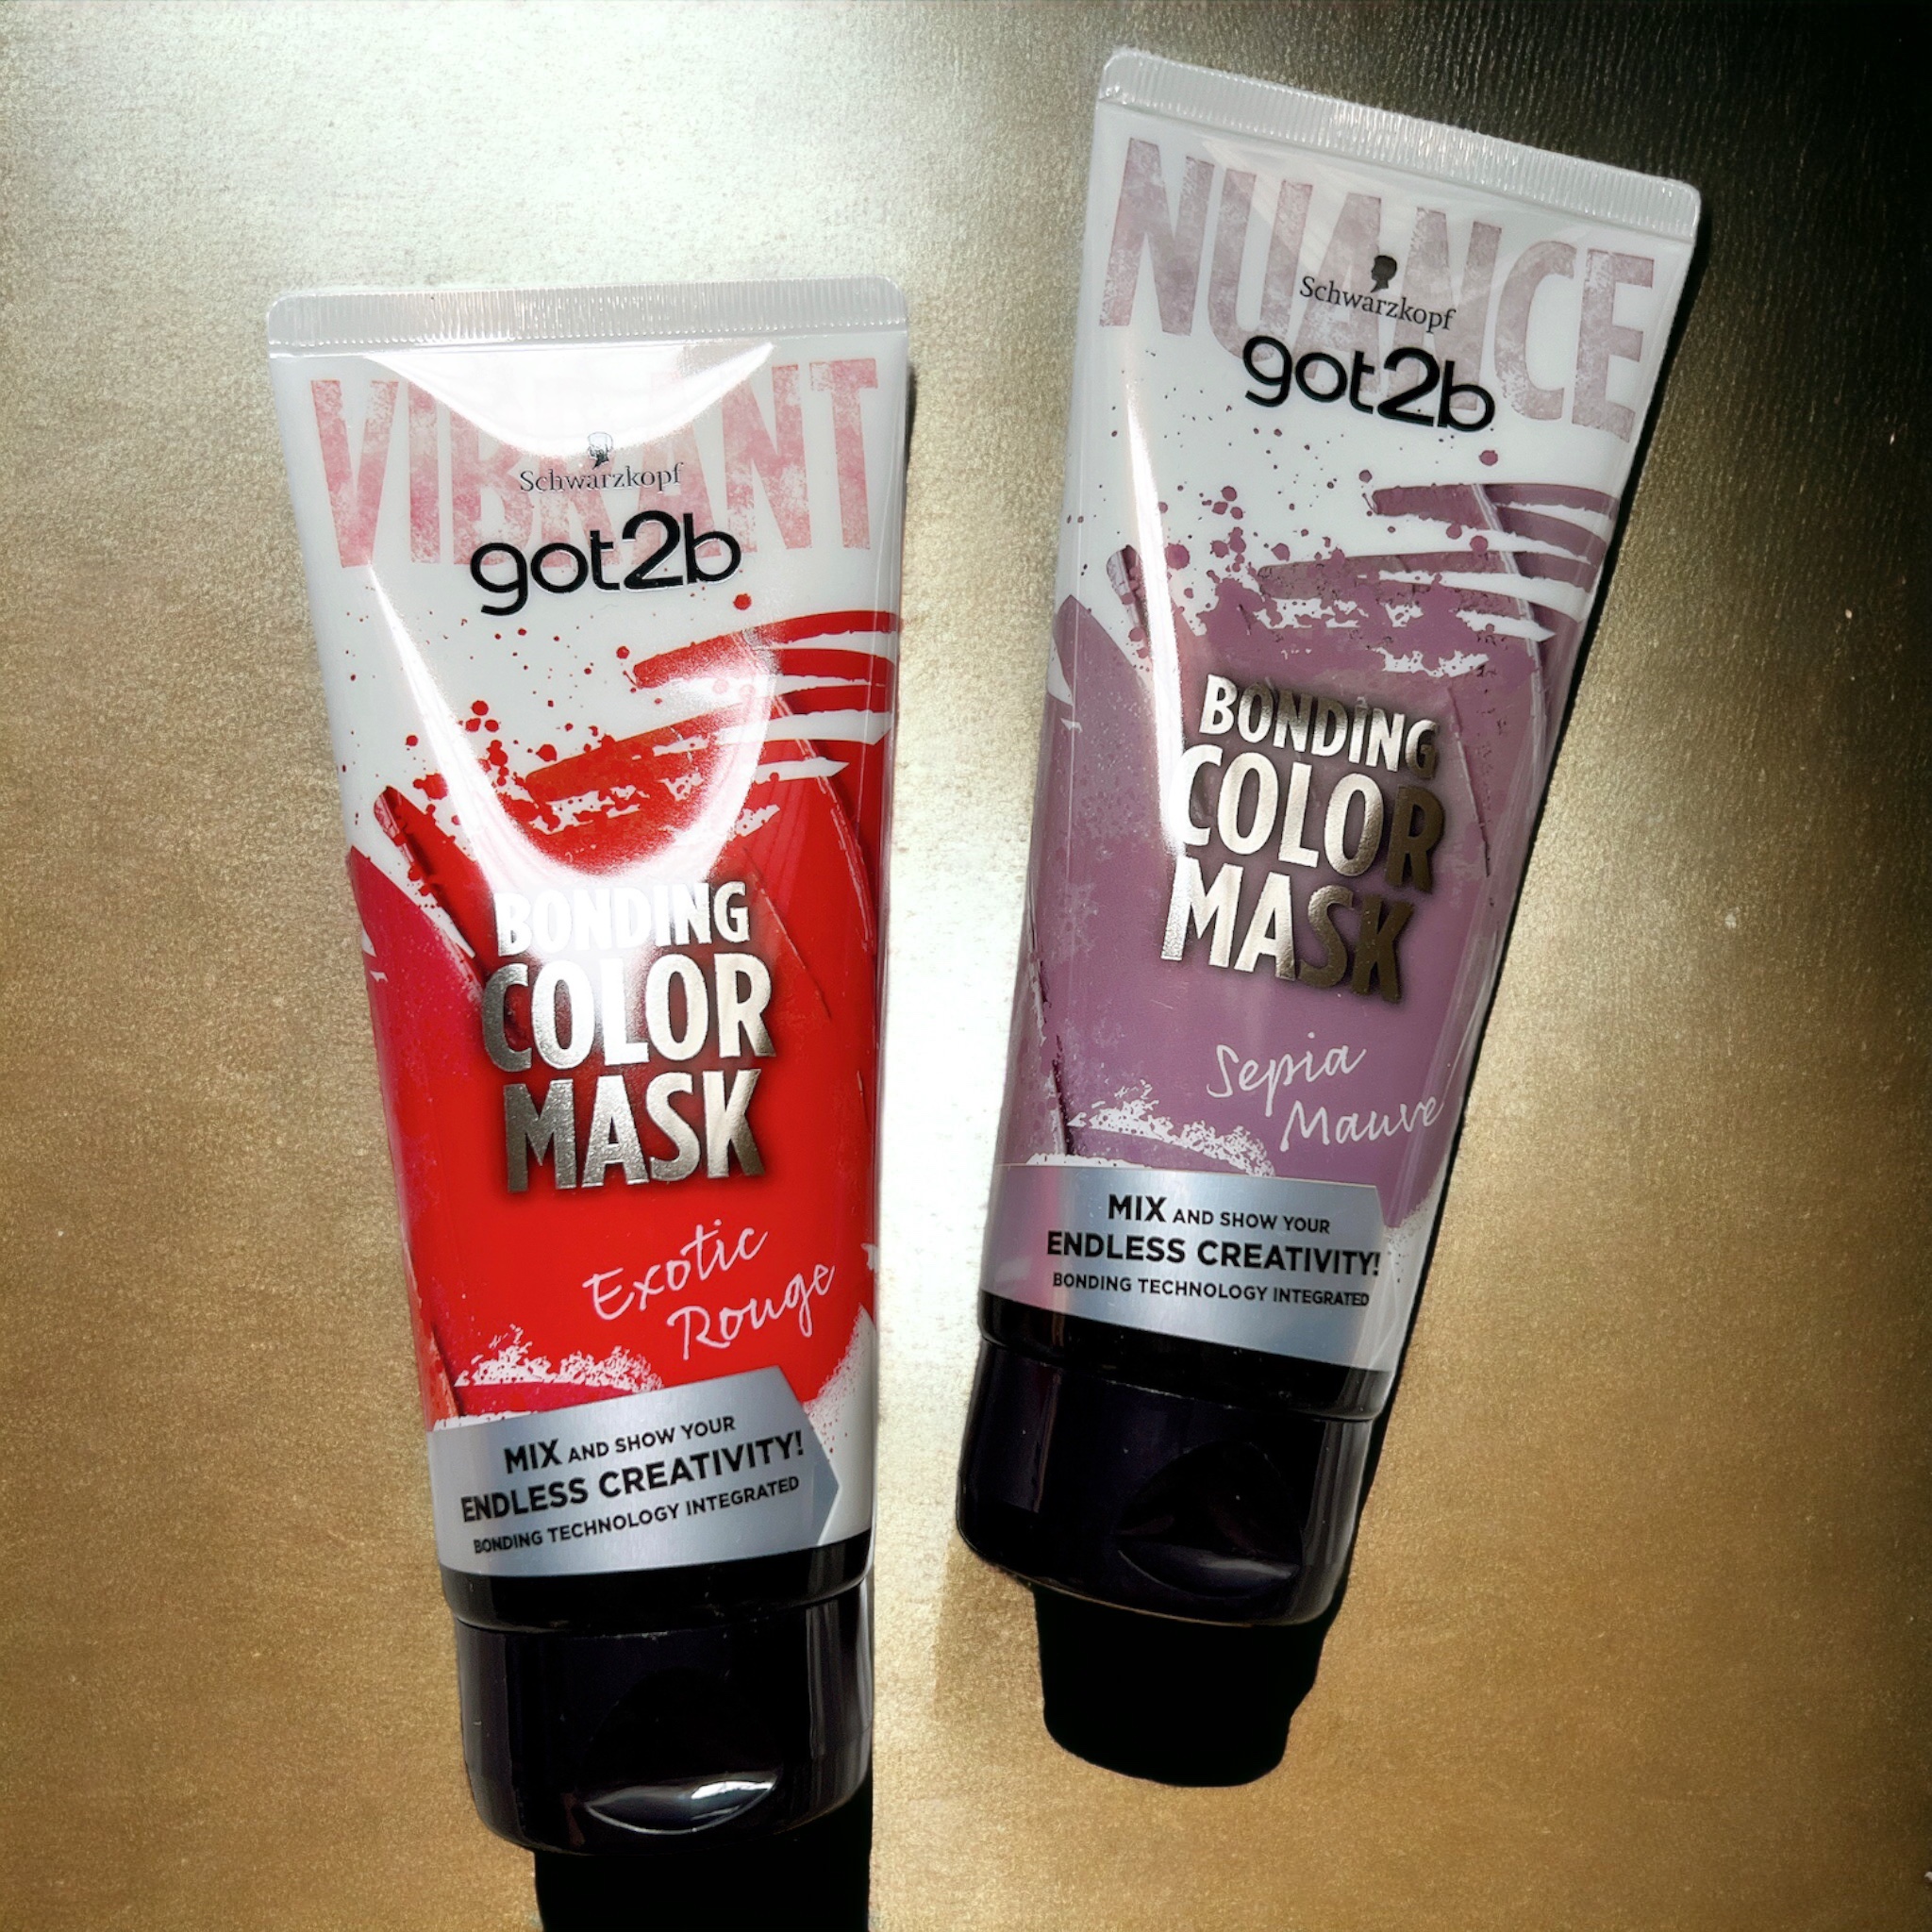 VIBRANT
Schwarzkopf
got2b
BONDING
COLOR
MASK
Exotic
Rouge
MIX AND SHOW YOUR
ENDLESS CREATIVITY!
BONDING TECHNOLOGY INTEGRATED
NUANCE
Schwarzkopf
got2b
BONDING
COLOR
MASK
Sepia
Mauve
MIX AND SHOW YOUR
ENDLESS CREATIVITY!
BONDING TECHNOLOGY INTEGRATED